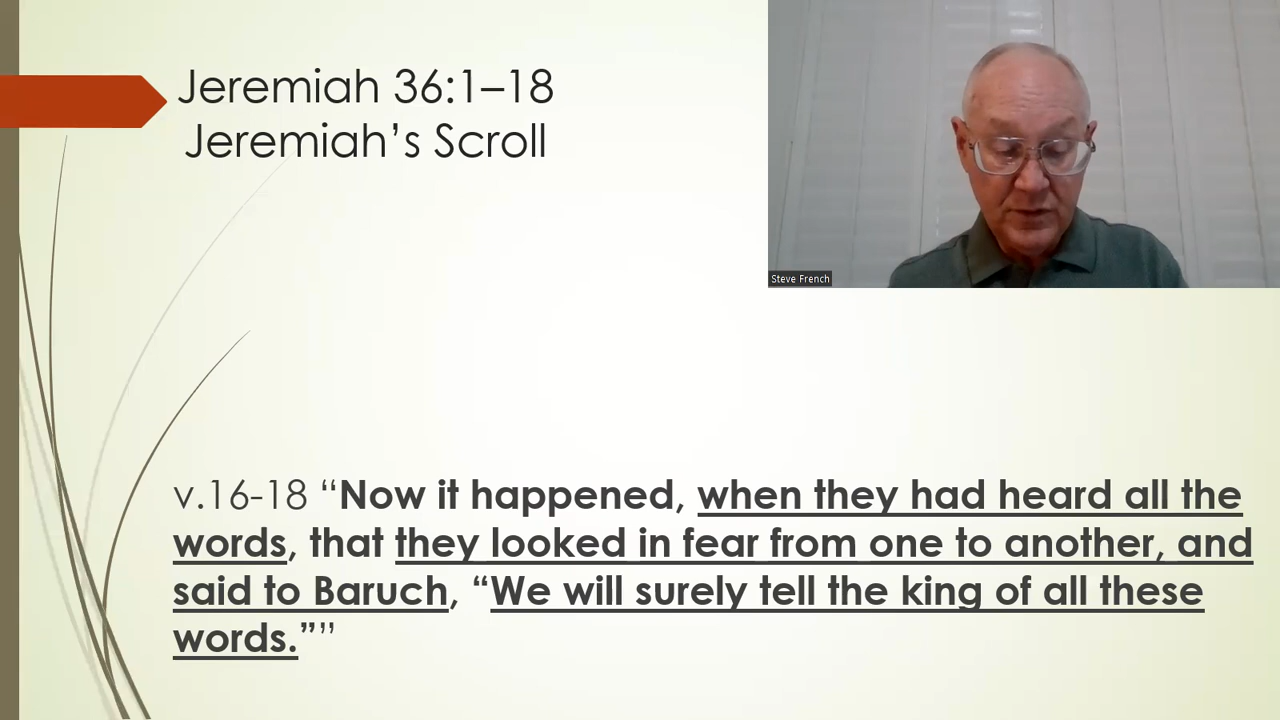 Jeremiah 36:1–18
Jeremiah’s Scroll
Steve French
v.16-18 “Now it happened, when they had heard all the
words, that they looked in fear from one to another, and
said to Baruch, “We will surely tell the king of all these
words.””